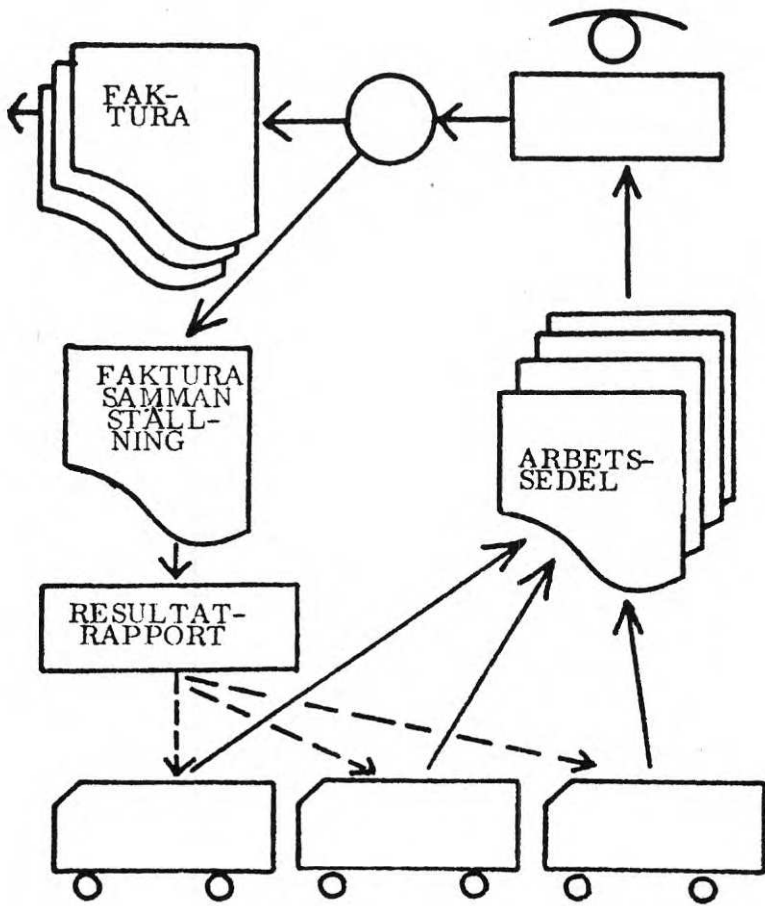 FAK-
TURA
FAKTURA
SAMMAN
STÄLL-
NING
ARBETS-
SEDEL
RESULTAT-
RAPPORT